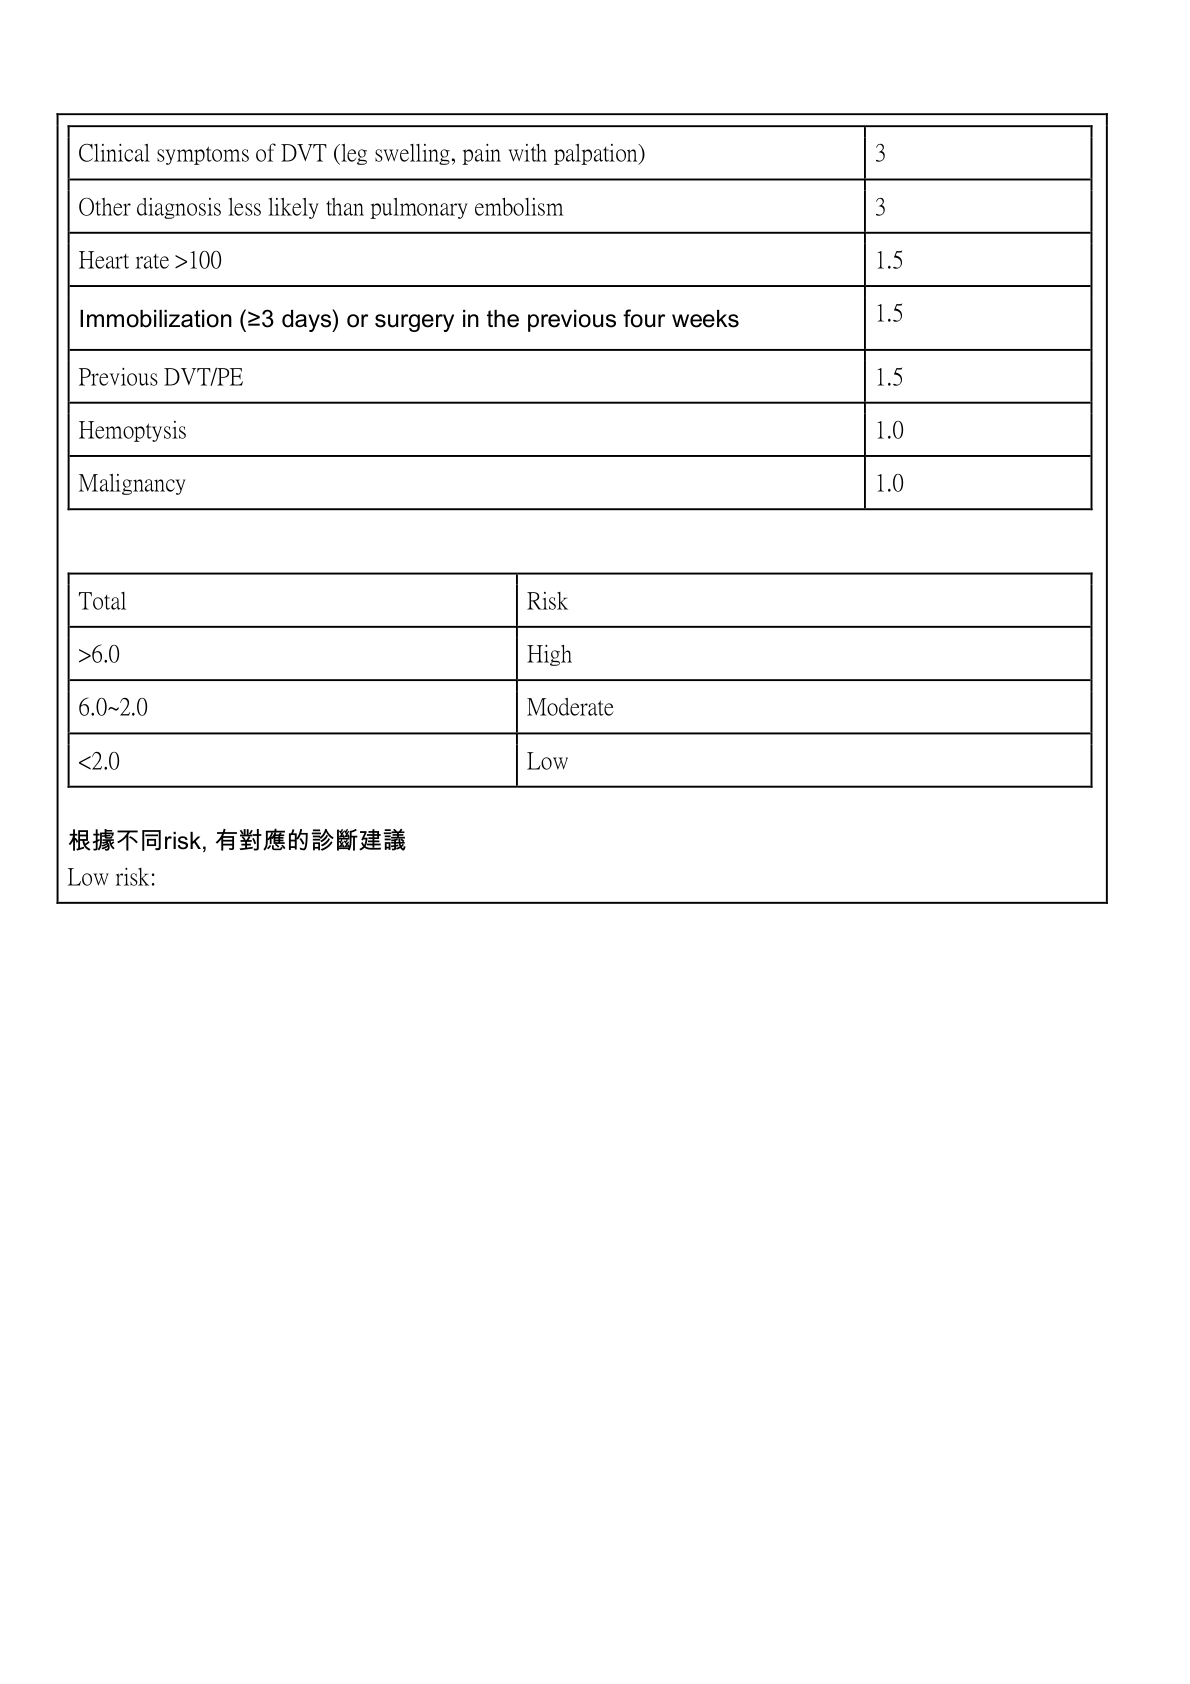 Clinical symptoms of DVT (leg swelling, pain with palpation) 3
Other diagnosis less likely than pulmonary embolism 3
Heart rate >100 1.5
Immobilization (≥3 days) or surgery in the previous four weeks 1.5
Previous DVT/PE 1.5
Hemoptysis 1.0
Malignancy 1.0
Total Risk
>6.0 High
6.0~2.0 Moderate
<2.0 Low
根據不同risk, 有對應的診斷建議
Low risk: